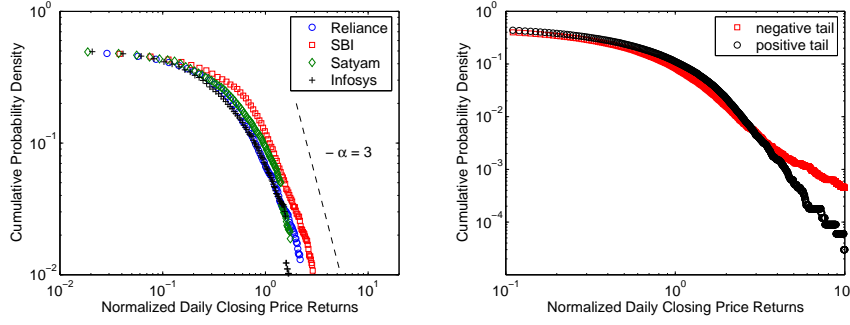 Cumulative Probability Density
10^0
10^-1
10^-2
10^-2
10^-1
10^0
10^1
Normalized Daily Closing Price Returns
Reliance
SBI
Satyam
Infosys
– α = 3
Cumulative Probability Density
10^0
10^-1
10^-2
10^-3
10^-4
10^-1
10^0
10^1
Normalized Daily Closing Price Returns
negative tail
positive tail